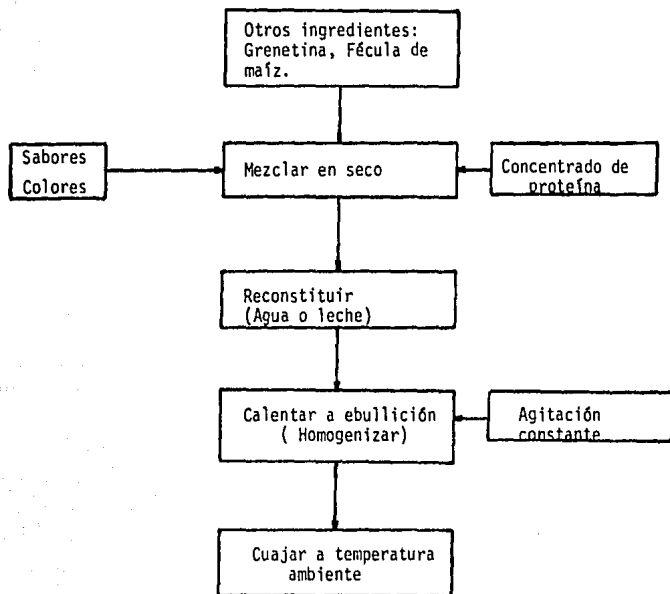 Otros ingredientes:
Grenetina, Fécula de
maíz.
Sabores
Colores
Mezclar en seco
Concentrado de
proteína
Reconstituir
(Agua o leche)
Calentar a ebullición
( Homogenizar)
Agitación
constante
Cuajar a temperatura
ambiente